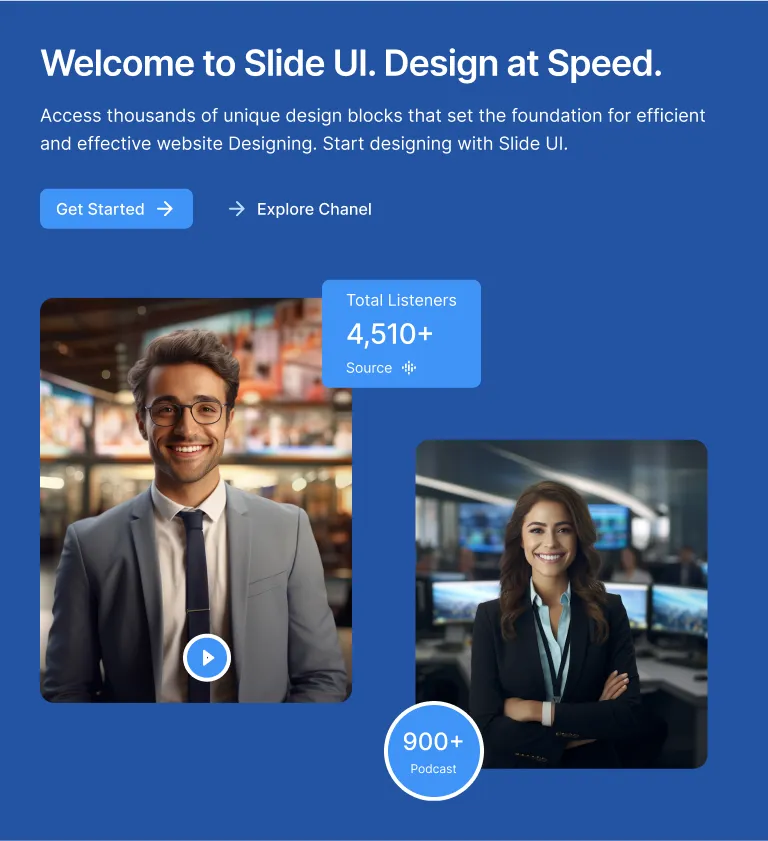 Welcome to Slide UI. Design at Speed.
Access thousands of unique design blocks that set the foundation for efficient
and effective website Designing. Start designing with Slide UI.
Get Started
Explore Chanel
Total Listeners
4,510+
Source
900+
Podcast